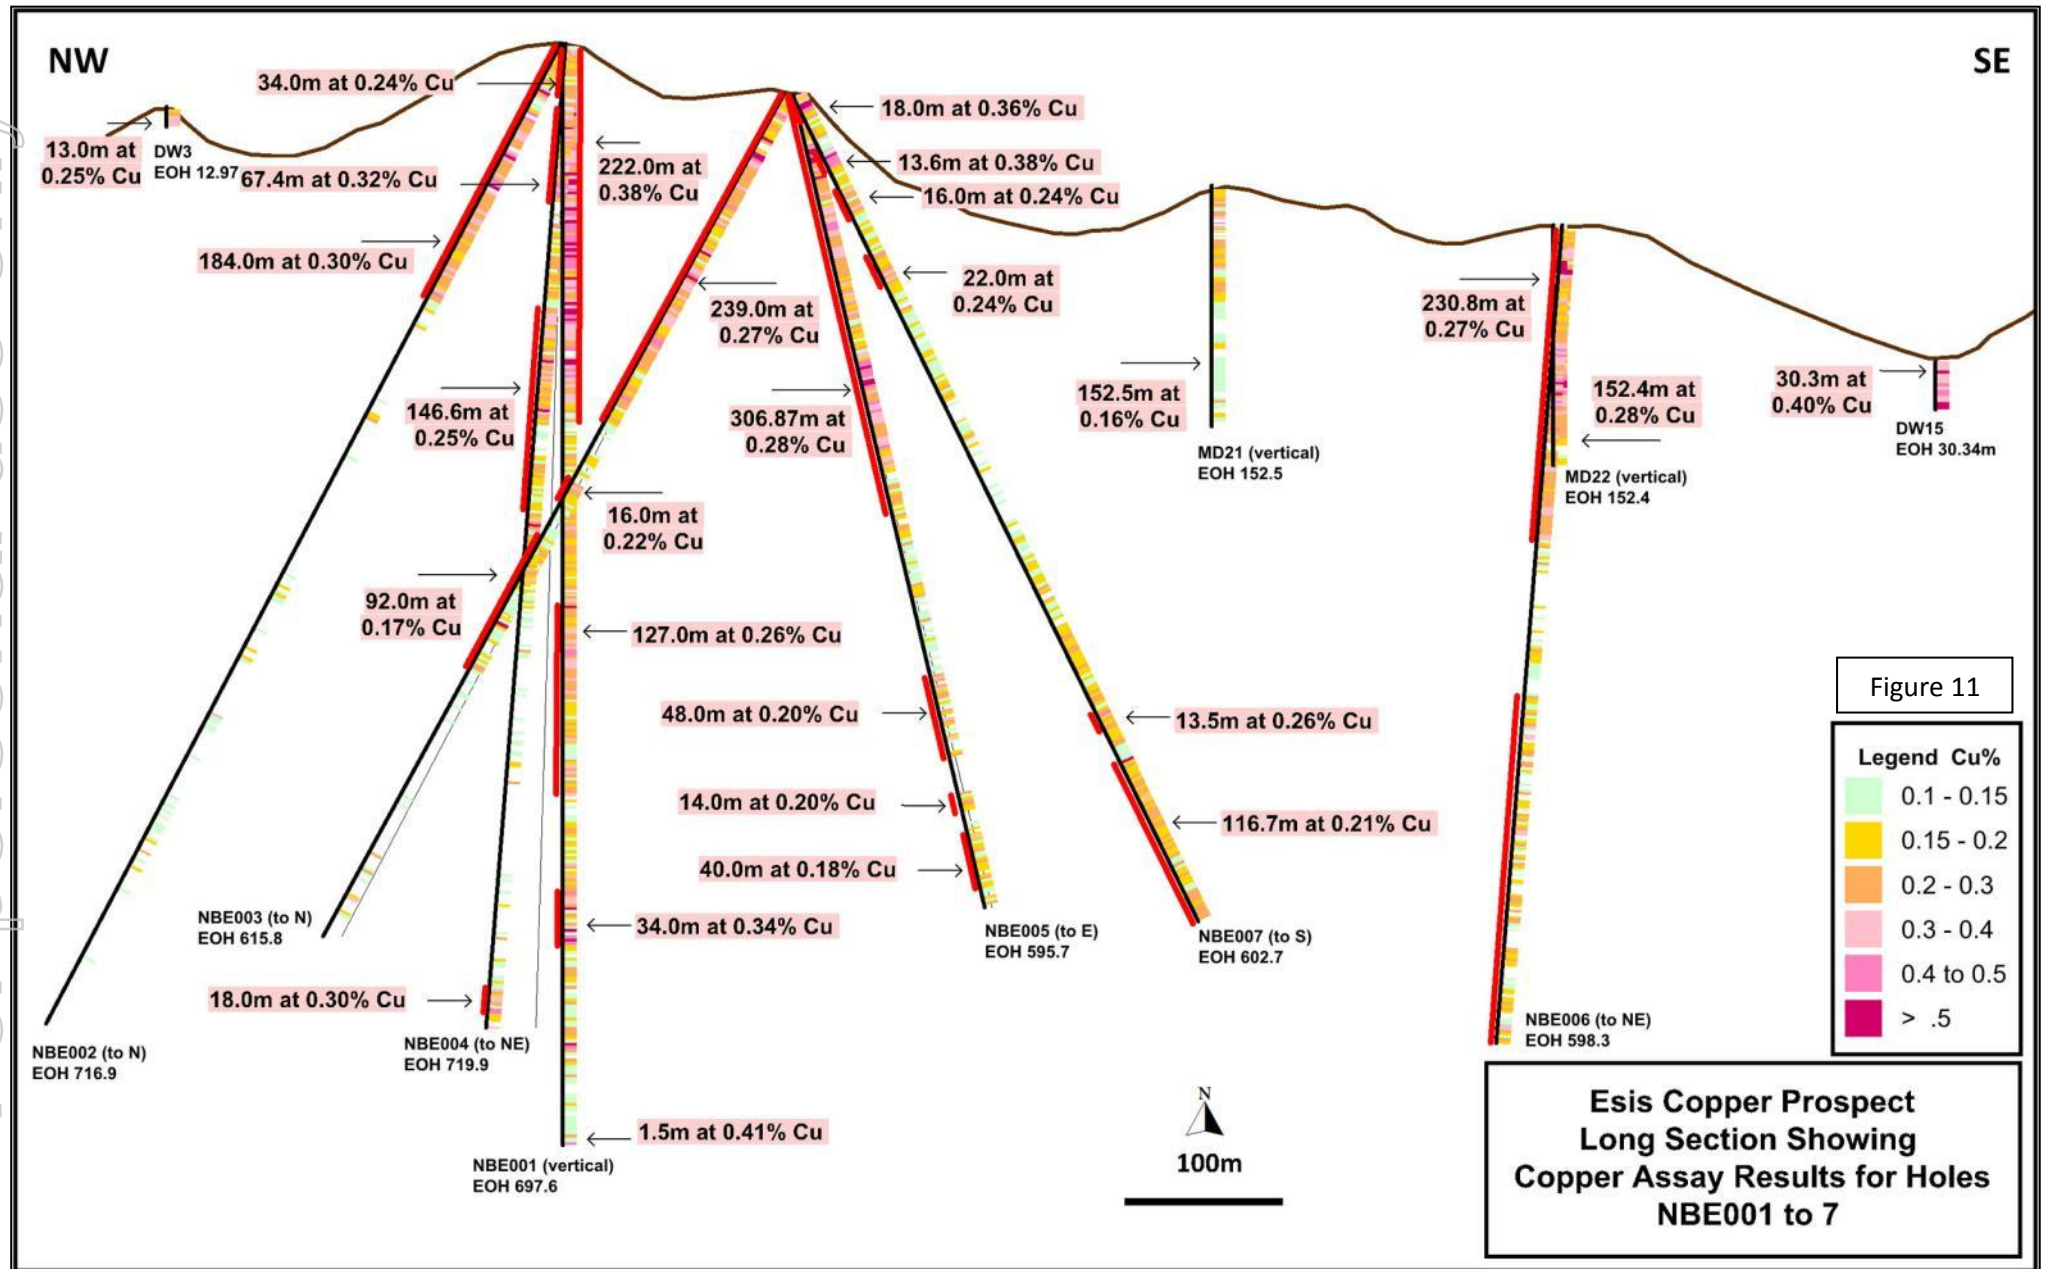 NW
SE
34.0m at 0.24% Cu
13.0m at
0.25% Cu
DW3
EOH 12.97
67.4m at 0.32% Cu
222.0m at
0.38% Cu
184.0m at 0.30% Cu
18.0m at 0.36% Cu
13.6m at 0.38% Cu
16.0m at 0.24% Cu
22.0m at
0.24% Cu
239.0m at
0.27% Cu
306.87m at
0.28% Cu
146.6m at
0.25% Cu
152.5m at
0.16% Cu
MD21 (vertical)
EOH 152.5
230.8m at
0.27% Cu
152.4m at
0.28% Cu
MD22 (vertical)
EOH 152.4
30.3m at
0.40% Cu
DW15
EOH 30.34m
16.0m at
0.22% Cu
92.0m at
0.17% Cu
127.0m at 0.26% Cu
48.0m at 0.20% Cu
14.0m at 0.20% Cu
40.0m at 0.18% Cu
13.5m at 0.26% Cu
116.7m at 0.21% Cu
34.0m at 0.34% Cu
18.0m at 0.30% Cu
1.5m at 0.41% Cu
NBE003 (to N)
EOH 615.8
NBE002 (to N)
EOH 716.9
NBE004 (to NE)
EOH 719.9
NBE001 (vertical)
EOH 697.6
NBE005 (to E)
EOH 595.7
NBE007 (to S)
EOH 602.7
NBE006 (to NE)
EOH 598.3
Figure 11
Legend Cu%
0.1 - 0.15
0.15 - 0.2
0.2 - 0.3
0.3 - 0.4
0.4 to 0.5
> .5
N
100m
Esis Copper Prospect
Long Section Showing
Copper Assay Results for Holes
NBE001 to 7